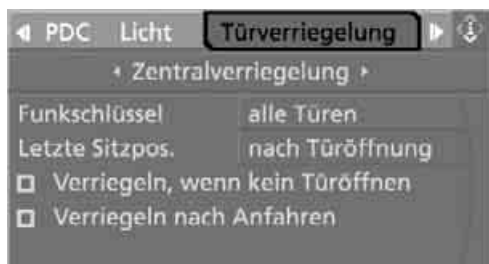 PDC Licht Türverriegelung
Zentralverriegelung
Funkschlüssel alle Türen
Letzte Sitzpos. nach Türöffnung
Verriegeln, wenn kein Türöffnen
Verriegeln nach Anfahren